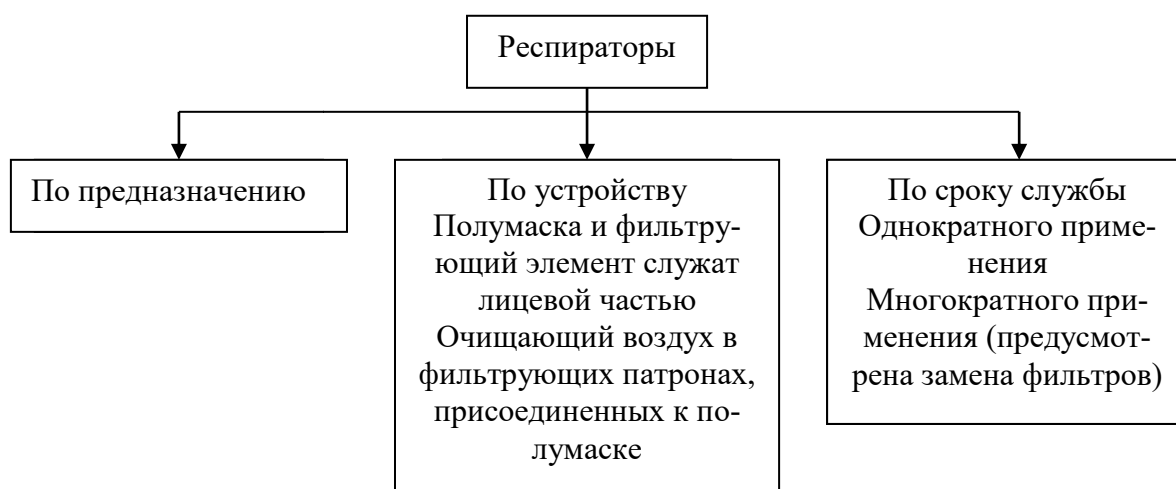 Респираторы
По предназначению
По устройству
Полумаска и фильтру-
ющий элемент служат
лицевой частью
Очищающий воздух в
фильтрующих патронах,
присоединенных к по-
лумаске
По сроку службы
Однократного приме-
нения
Многократного при-
менения (предусмот-
рена замена фильтров)